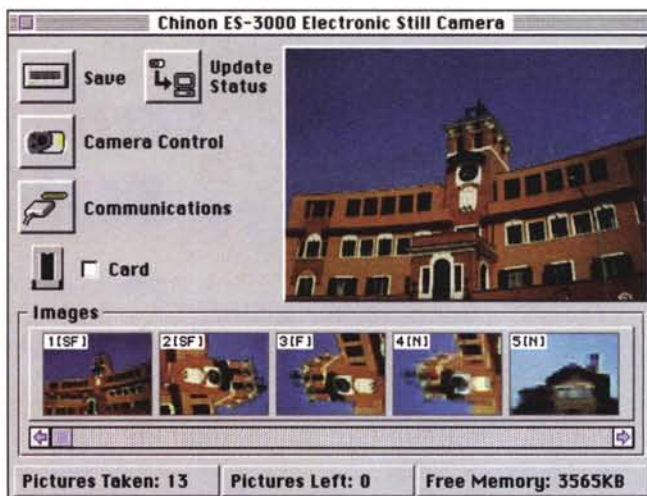 Chinon ES-3000 Electronic Still Camera
Save
Update
Status
Camera Control
Communications
Card
Images
1[SF]
2[SF]
3[F]
4[N]
5[N]
Pictures Taken: 13
Pictures Left: 0
Free Memory: 3565KB